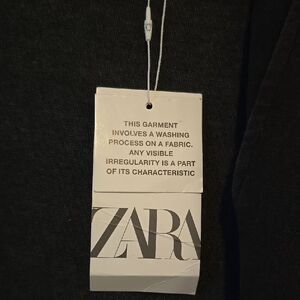 THIS GARMENT
INVOLVES A WASHING
PROCESS ON A FABRIC.
ANY VISIBLE
IRREGULARITY IS A PART
OF ITS CHARACTERISTIC
ZARA